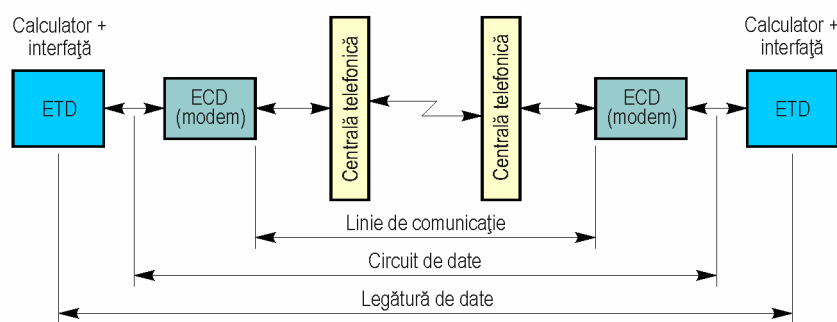 Calculator +
interfaţă
Calculator +
interfaţă
ETD
ECD
(modem)
Centrală telefonică
Centrală telefonică
ECD
(modem)
ETD
Linie de comunicaţie
Circuit de date
Legătură de date